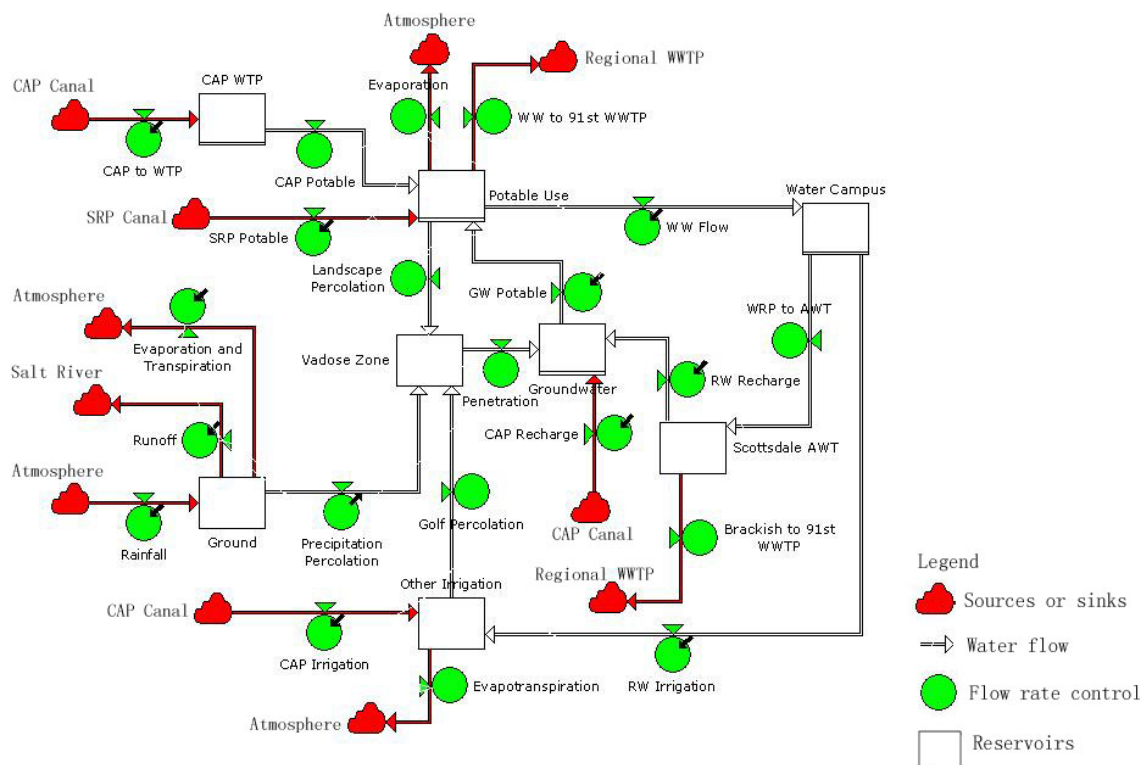 Atmosphere
Regional WWTP
CAP WTP
CAP Canal
Evaporation
WW to 91st WWTP
CAP to WTP
CAP Potable
Potable Use
Water Campus
SRP Canal
SRP Potable
WW Flow
Landscape
Percolation
GW Potable
Atmosphere
WRP to AWT
Evaporation and
Transpiration
Vadose Zone
Salt River
Groundwater
RW Recharge
Penetration
Runoff
CAP Recharge
Scottsdale AWT
Atmosphere
Golf Percolation
Rainfall
Ground
Precipitation
Percolation
CAP Canal
Brackish to 91st
WWTP
Regional WWTP
Other Irrigation
CAP Canal
CAP Irrigation
RW Irrigation
Evapotranspiration
Atmosphere
Legend
Sources or sinks
Water flow
Flow rate control
Reservoirs